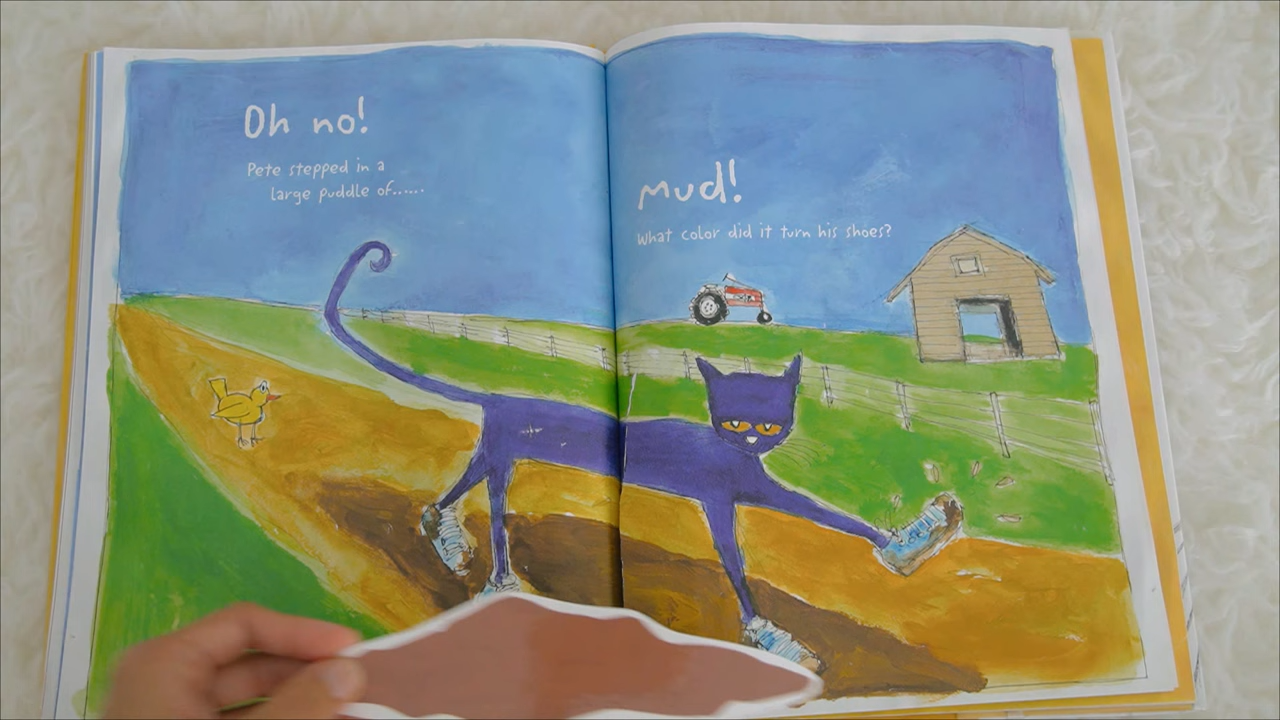 Oh no!
Pete stepped in a
large puddle of......
mud!
What color did it turn his shoes?